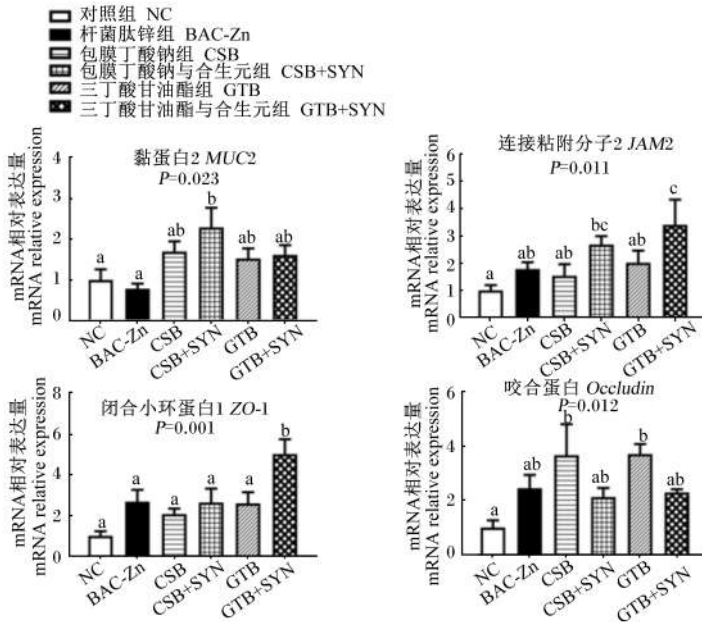 对照组 NC
杆菌肽锌组 BAC-Zn
包膜丁酸钠组 CSB
包膜丁酸钠与合生元组 CSB+SYN
三丁酸甘油酯组 GTB
三丁酸甘油酯与合生元组 GTB+SYN
黏蛋白2 MUC2
P=0.023
mRNA相对表达量
mRNA relative expression
4
3
2
1
0
a
a
ab
b
ab
ab
NC
BAC-Zn
CSB
CSB+SYN
GTB
GTB+SYN
连接粘附分子2 JAM2
P=0.011
mRNA相对表达量
mRNA relative expression
6
5
4
3
2
1
0
a
ab
ab
bc
ab
c
NC
BAC-Zn
CSB
CSB+SYN
GTB
GTB+SYN
闭合小环蛋白1 ZO-1
P=0.001
mRNA相对表达量
mRNA relative expression
8
6
4
2
0
a
a
a
a
a
b
NC
BAC-Zn
CSB
CSB+SYN
GTB
GTB+SYN
咬合蛋白 Occludin
P=0.012
mRNA相对表达量
mRNA relative expression
6
4
2
0
a
ab
b
ab
b
ab
NC
BAC-Zn
CSB
CSB+SYN
GTB
GTB+SYN